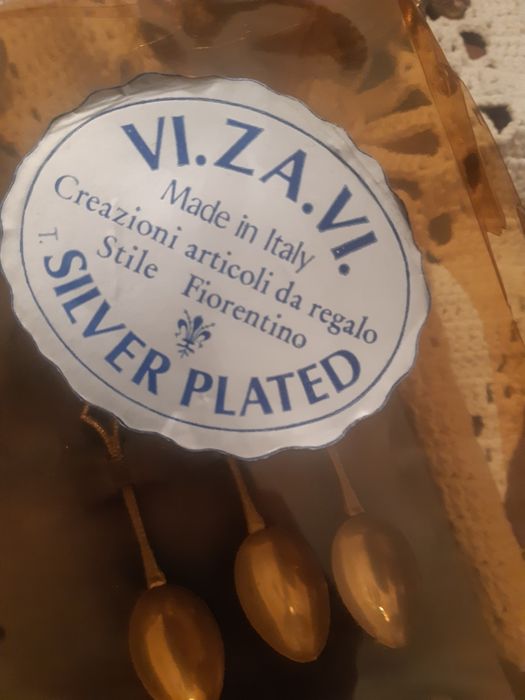 VI.ZA.VI.
Made in Italy
Creazioni articoli da regalo
Stile Fiorentino
T. SILVER PLATED